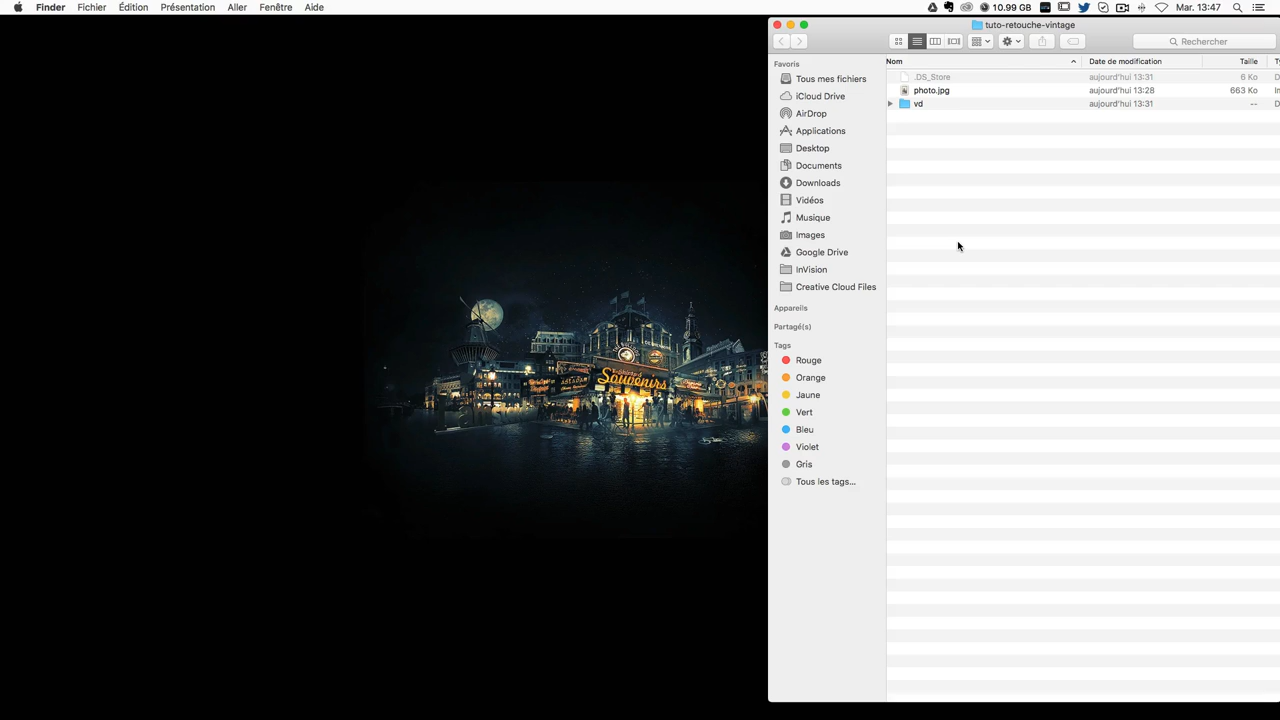 Finder Fichier Édition Présentation Aller Fenêtre Aide 10.99 GB Mar. 13:47
tuto-retouche-vintage
Rechercher
Favoris
Tous mes fichiers
iCloud Drive
AirDrop
Applications
Desktop
Documents
Downloads
Vidéos
Musique
Images
Google Drive
InVision
Creative Cloud Files
Appareils
Partagé(s)
Tags
Rouge
Orange
Jaune
Vert
Bleu
Violet
Gris
Tous les tags...
Nom Date de modification Taille
.DS_Store aujourd'hui 13:31 6 Ko
photo.jpg aujourd'hui 13:28 663 Ko
vd aujourd'hui 13:31 --
Souvenirs